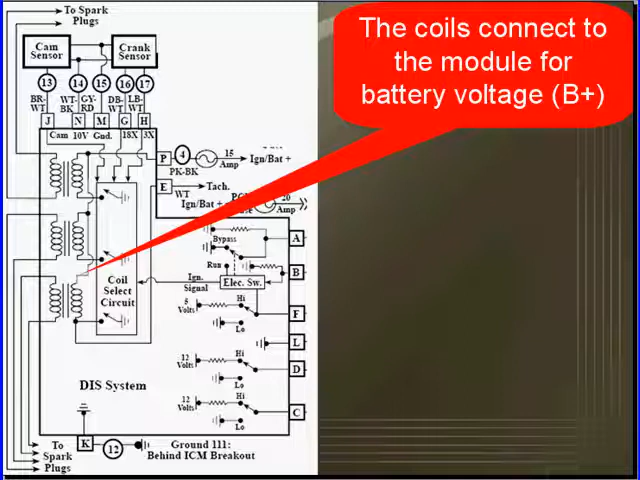 To Spark
Plugs
The coils connect to
the module for
battery voltage (B+)
Cam
Sensor
Crank
Sensor
13 14 15 16 17
BR-
WT
WT-
BK
GY-
RD
DB-
WT
LB-
WT
J N M G H
Cam 10V Gnd. 18X 3X
P 4
PK-BK
15
Amp
Ign/Bat +
E
WT
Tach.
Ign/Bat +
20
Amp
A
Bypass
B
Run
Coil
Select
Circuit
Ign.
Signal
Elec. Sw.
5
Volts
Hi
F
Lo
L
12
Volts
Hi
D
Lo
12
Volts
Hi
C
Lo
DIS System
K 12
Ground 111:
Behind ICM Breakout
To
Spark
Plugs